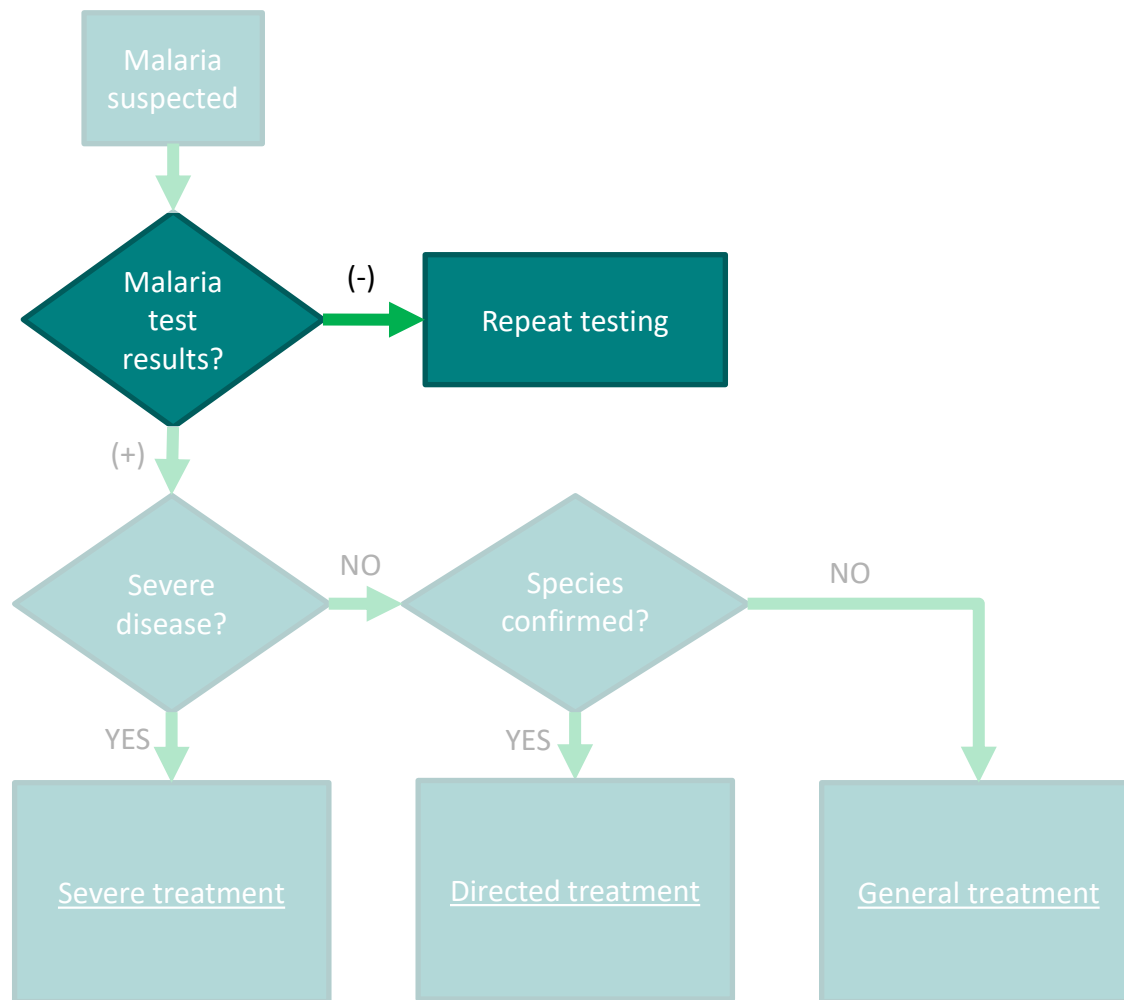 Malaria
suspected
Malaria
test
results?
(-)
Repeat testing
(+)
Severe
disease?
NO
Species
confirmed?
NO
YES
YES
Severe treatment
Directed treatment
General treatment